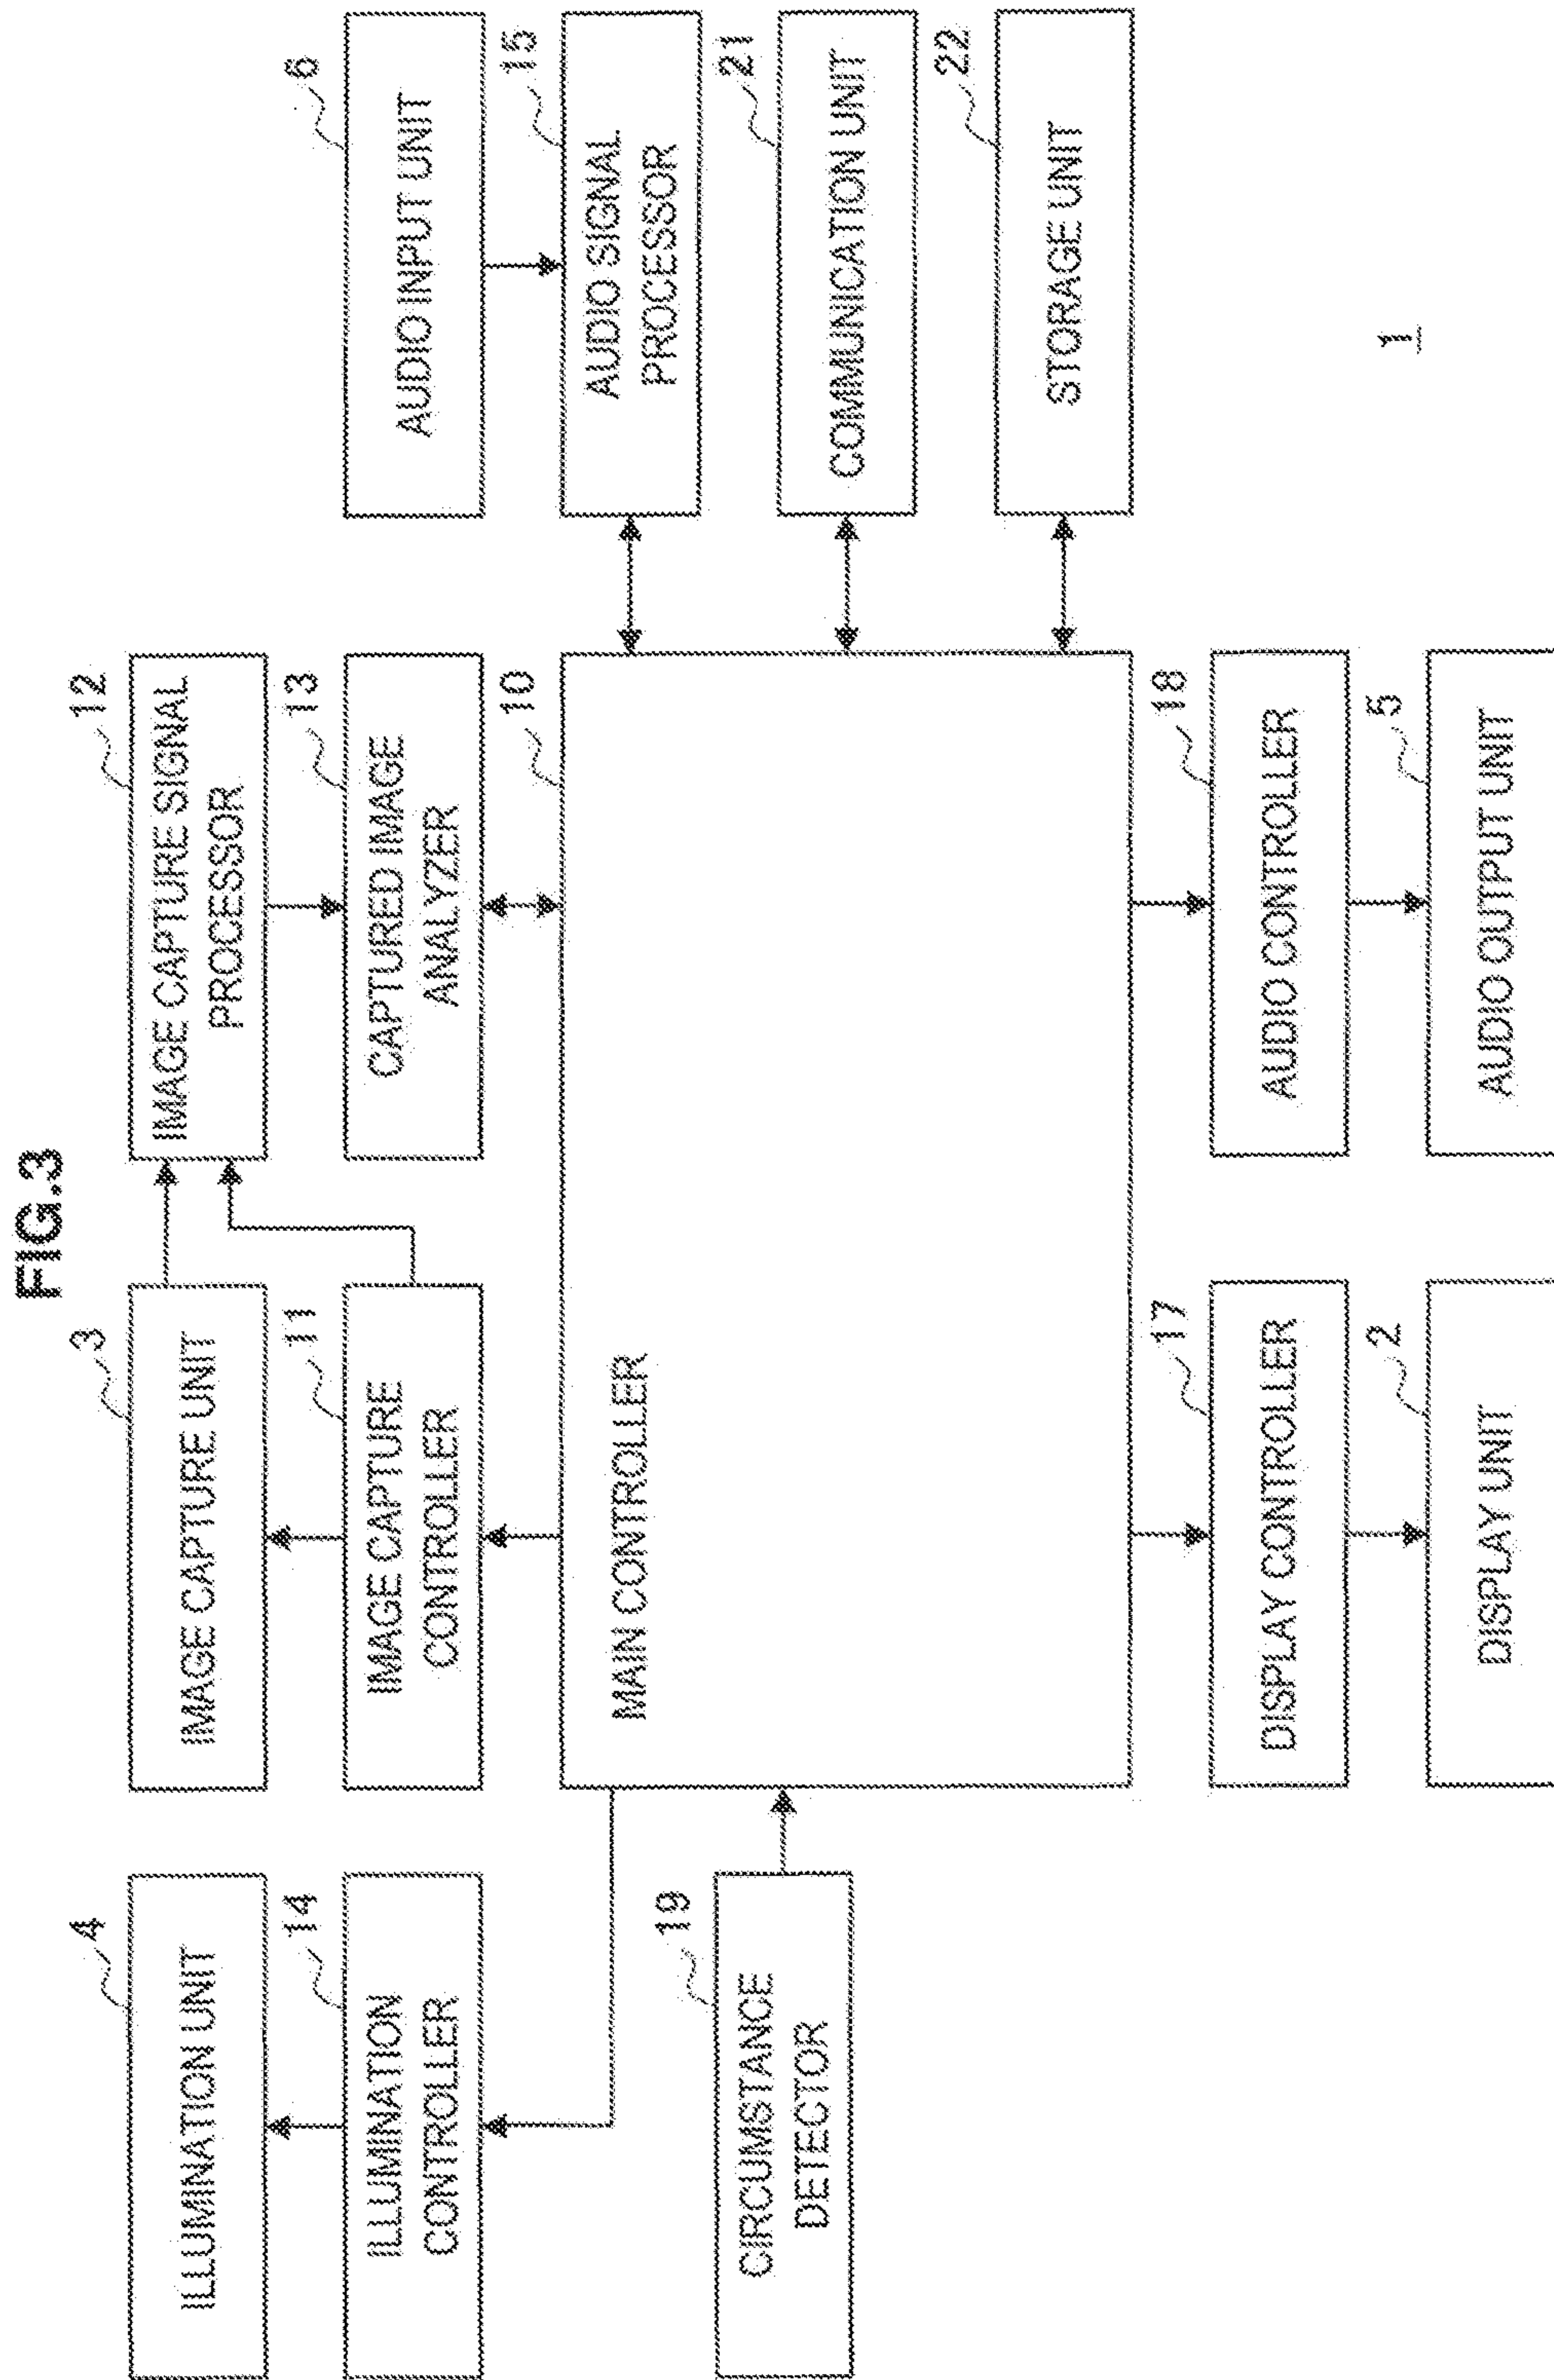 FIG.3
4
ILLUMINATION UNIT
3
IMAGE CAPTURE UNIT
12
IMAGE CAPTURE SIGNAL
PROCESSOR
14
ILLUMINATION
CONTROLLER
11
IMAGE CAPTURE
CONTROLLER
13
CAPTURED IMAGE
ANALYZER
6
AUDIO INPUT UNIT
10
MAIN CONTROLLER
15
AUDIO SIGNAL
PROCESSOR
19
CIRCUMSTANCE
DETECTOR
21
COMMUNICATION UNIT
22
STORAGE UNIT
17
DISPLAY CONTROLLER
18
AUDIO CONTROLLER
2
DISPLAY UNIT
5
AUDIO OUTPUT UNIT
1